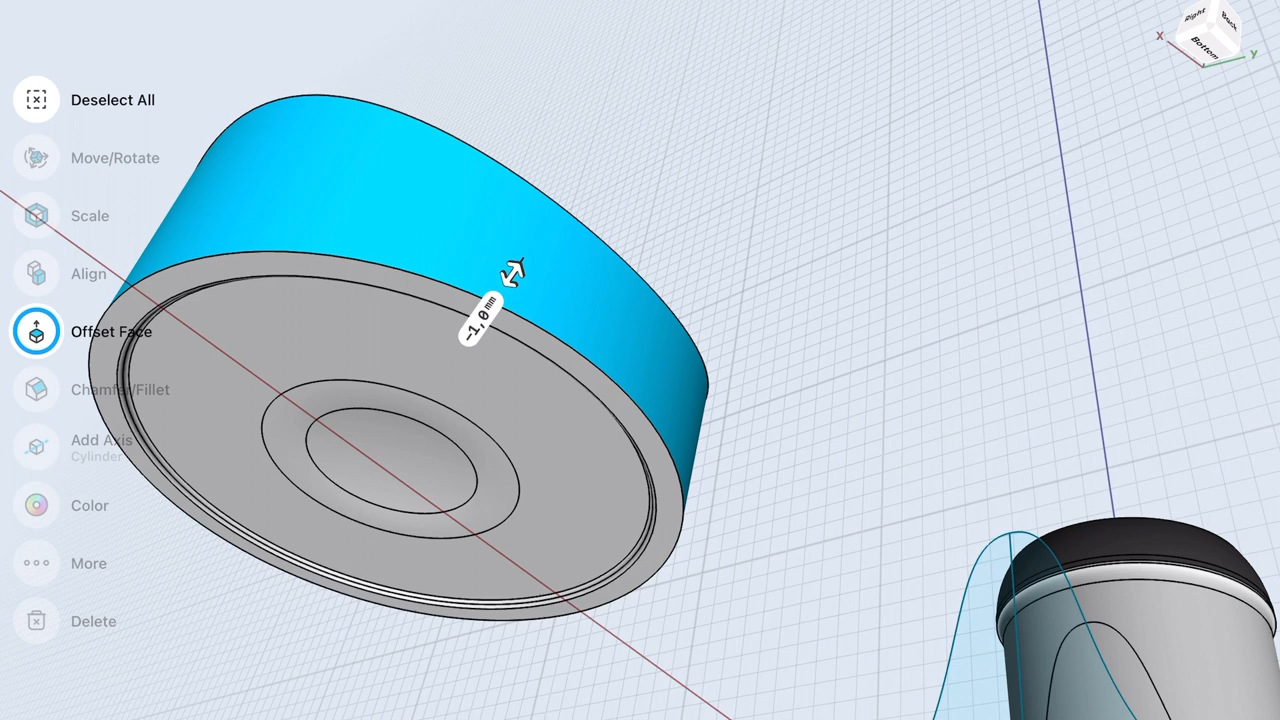 Right
Back
Bottom
X
Y
Deselect All
Move/Rotate
Scale
Align
Offset Face
Chamfer/Fillet
Add Axis
Cylinder
Color
More
Delete
-1,0 mm